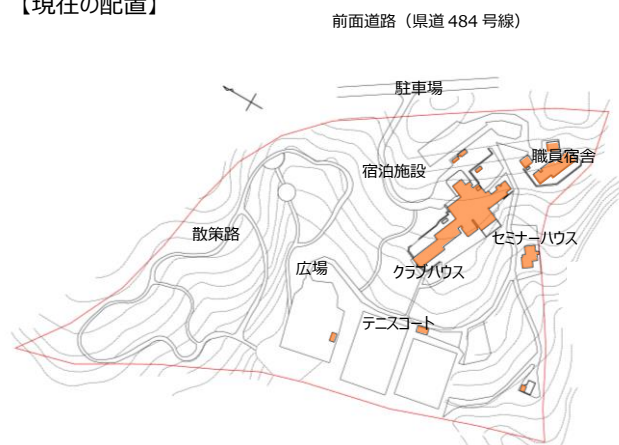 【現在の配置】
前面道路（県道 484 号線）
駐車場
職員宿舎
宿泊施設
散策路
セミナーハウス
広場
クラブハウス
テニスコート